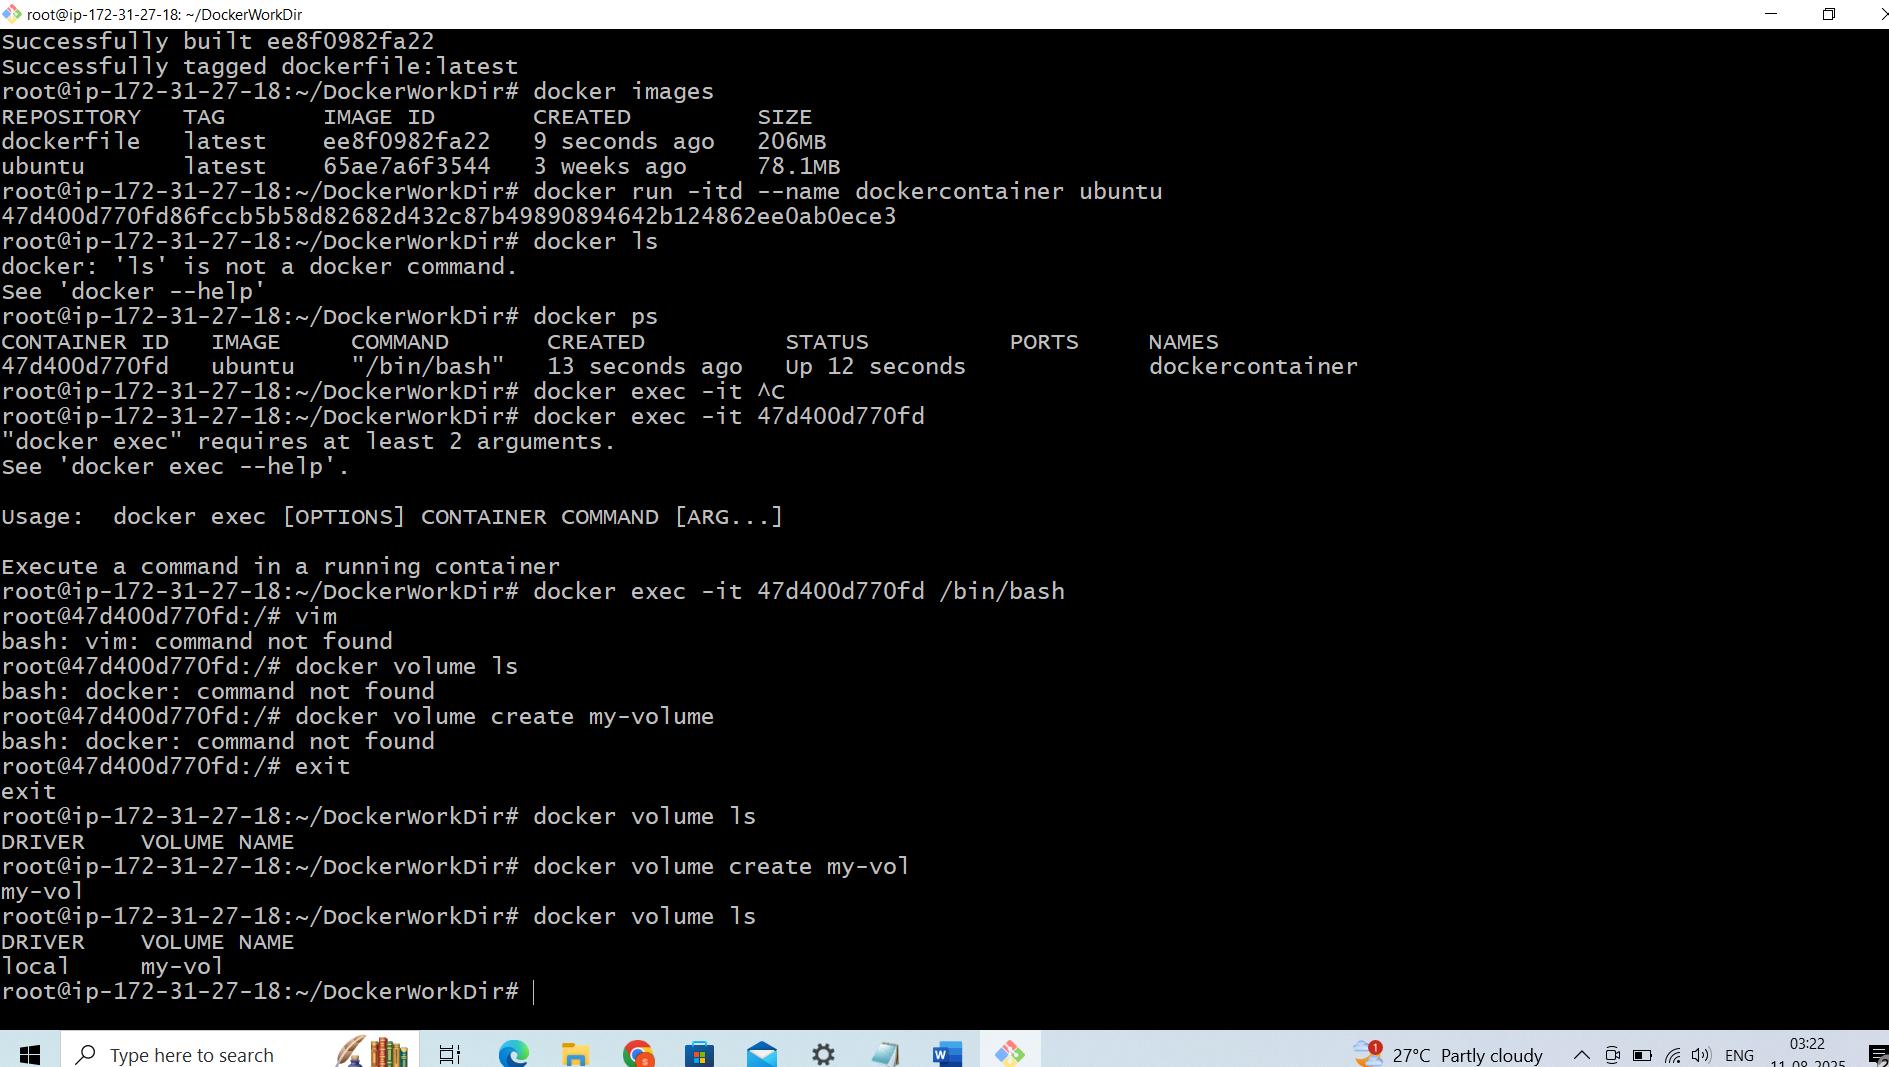 root@ip-172-31-27-18: ~/DockerWorkDir
Successfully built ee8f0982fa22
Successfully tagged dockerfile:latest
root@ip-172-31-27-18:~/DockerWorkDir# docker images
REPOSITORY   TAG       IMAGE ID       CREATED         SIZE
dockerfile   latest    ee8f0982fa22   9 seconds ago   206MB
ubuntu       latest    65ae7a6f3544   3 weeks ago     78.1MB
root@ip-172-31-27-18:~/DockerWorkDir# docker run -itd --name dockercontainer ubuntu
47d400d770fd86fccb5b58d82682d432c87b49890894642b124862ee0ab0ece3
root@ip-172-31-27-18:~/DockerWorkDir# docker ls
docker: 'ls' is not a docker command.
See 'docker --help'
root@ip-172-31-27-18:~/DockerWorkDir# docker ps
CONTAINER ID   IMAGE     COMMAND       CREATED          STATUS          PORTS     NAMES
47d400d770fd   ubuntu    "/bin/bash"   13 seconds ago   Up 12 seconds             dockercontainer
root@ip-172-31-27-18:~/DockerWorkDir# docker exec -it ^C
root@ip-172-31-27-18:~/DockerWorkDir# docker exec -it 47d400d770fd
"docker exec" requires at least 2 arguments.
See 'docker exec --help'.
Usage:  docker exec [OPTIONS] CONTAINER COMMAND [ARG...]
Execute a command in a running container
root@ip-172-31-27-18:~/DockerWorkDir# docker exec -it 47d400d770fd /bin/bash
root@47d400d770fd:/# vim
bash: vim: command not found
root@47d400d770fd:/# docker volume ls
bash: docker: command not found
root@47d400d770fd:/# docker volume create my-volume
bash: docker: command not found
root@47d400d770fd:/# exit
exit
root@ip-172-31-27-18:~/DockerWorkDir# docker volume ls
DRIVER    VOLUME NAME
root@ip-172-31-27-18:~/DockerWorkDir# docker volume create my-vol
my-vol
root@ip-172-31-27-18:~/DockerWorkDir# docker volume ls
DRIVER    VOLUME NAME
local     my-vol
root@ip-172-31-27-18:~/DockerWorkDir#
Type here to search
1
27°C Partly cloudy
ENG
03:22
11-08-2025